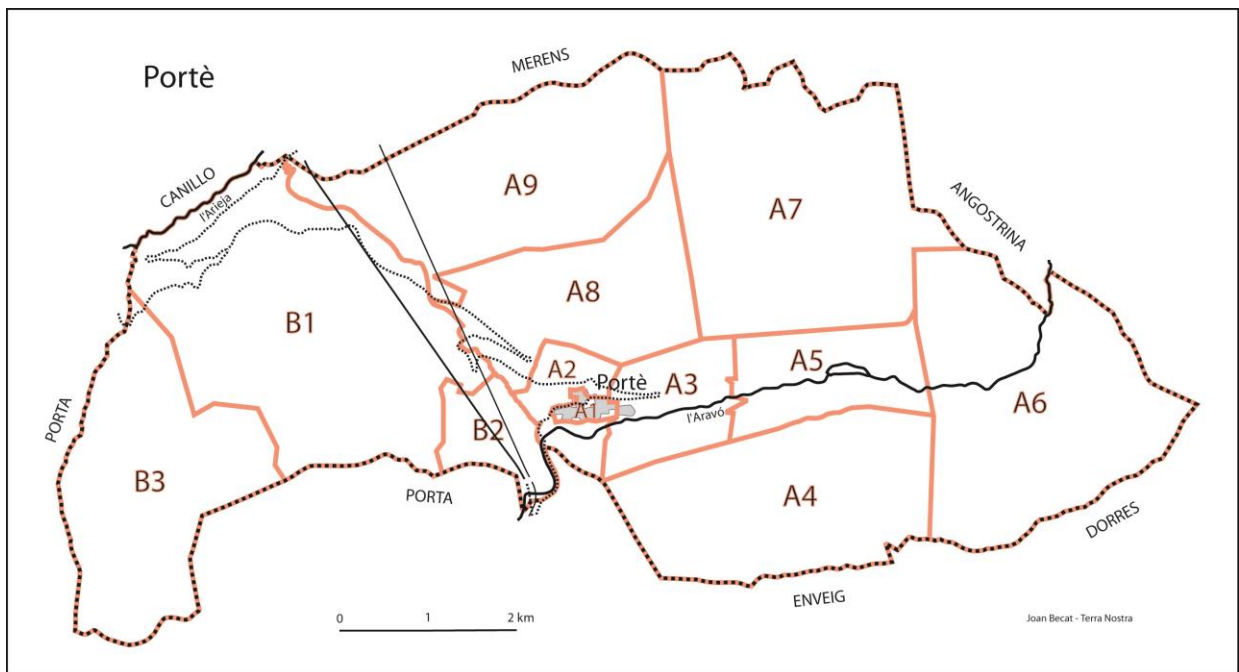 Portè
MERENS
CANILLO
l'Arieja
A9
A7
ANGOSTRINA
A8
B1
A2
Portè
A3
A5
A1
l'Aravó
A6
B2
PORTA
B3
PORTA
A4
DORRES
ENVEIG
0 1 2 km
Joan Becat - Terra Nostra